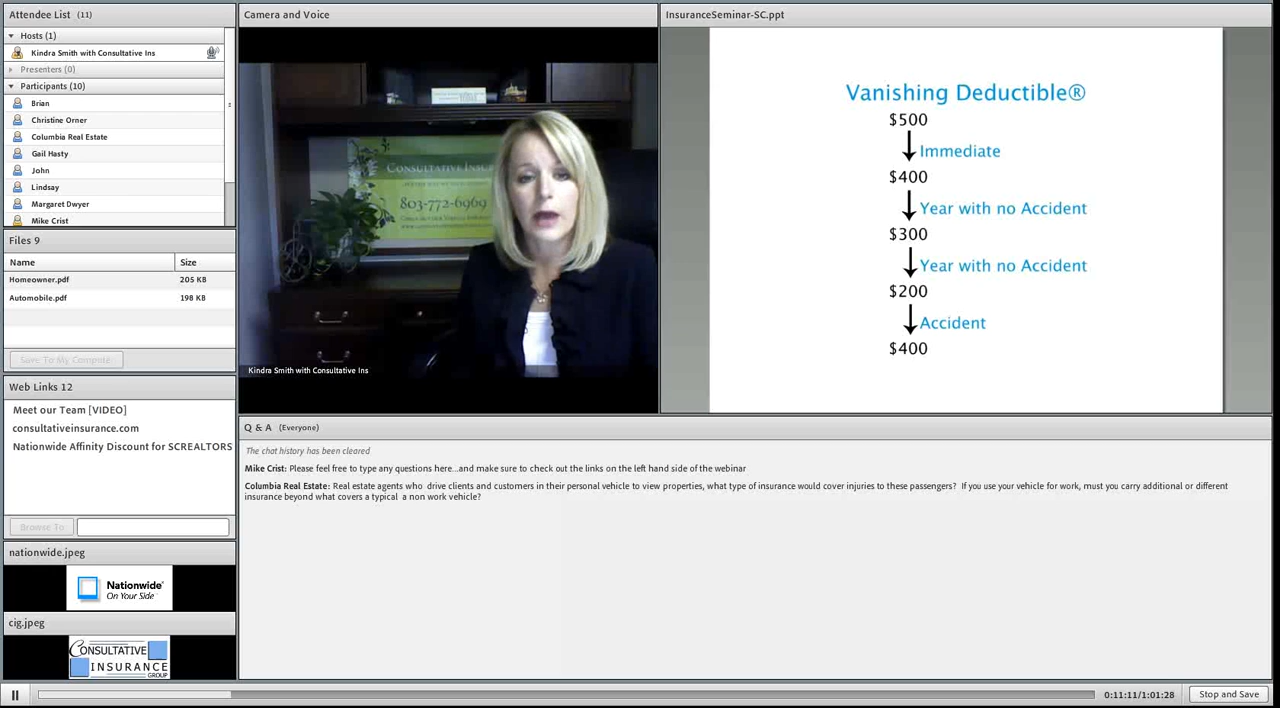 Attendee List (11)
Hosts (1)
Kindra Smith with Consultative Ins
Presenters (0)
Participants (10)
Brian
Christine Orner
Columbia Real Estate
Gail Hasty
John
Lindsay
Margaret Dwyer
Mike Crist
Files 9
Name Size
Homeowner.pdf 205 KB
Automobile.pdf 198 KB
Save To My Compute
Web Links 12
Meet our Team [VIDEO]
consultativeinsurance.com
Nationwide Affinity Discount for SCREALTORS
Browse To
nationwide.jpeg
Nationwide®
On Your Side
cig.jpeg
CONSULTATIVE
INSURANCE
GROUP
Camera and Voice
CONSULTATIVE INSUR
803-772-6969
Kindra Smith with Consultative Ins
InsuranceSeminar-SC.ppt
Vanishing Deductible®
$500
Immediate
$400
Year with no Accident
$300
Year with no Accident
$200
Accident
$400
Q & A (Everyone)
The chat history has been cleared
Mike Crist: Please feel free to type any questions here...and make sure to check out the links on the left hand side of the webinar
Columbia Real Estate: Real estate agents who drive clients and customers in their personal vehicle to view properties, what type of insurance would cover injuries to these passengers? If you use your vehicle for work, must you carry additional or different
insurance beyond what covers a typical a non work vehicle?
0:11:11/1:01:28
Stop and Save